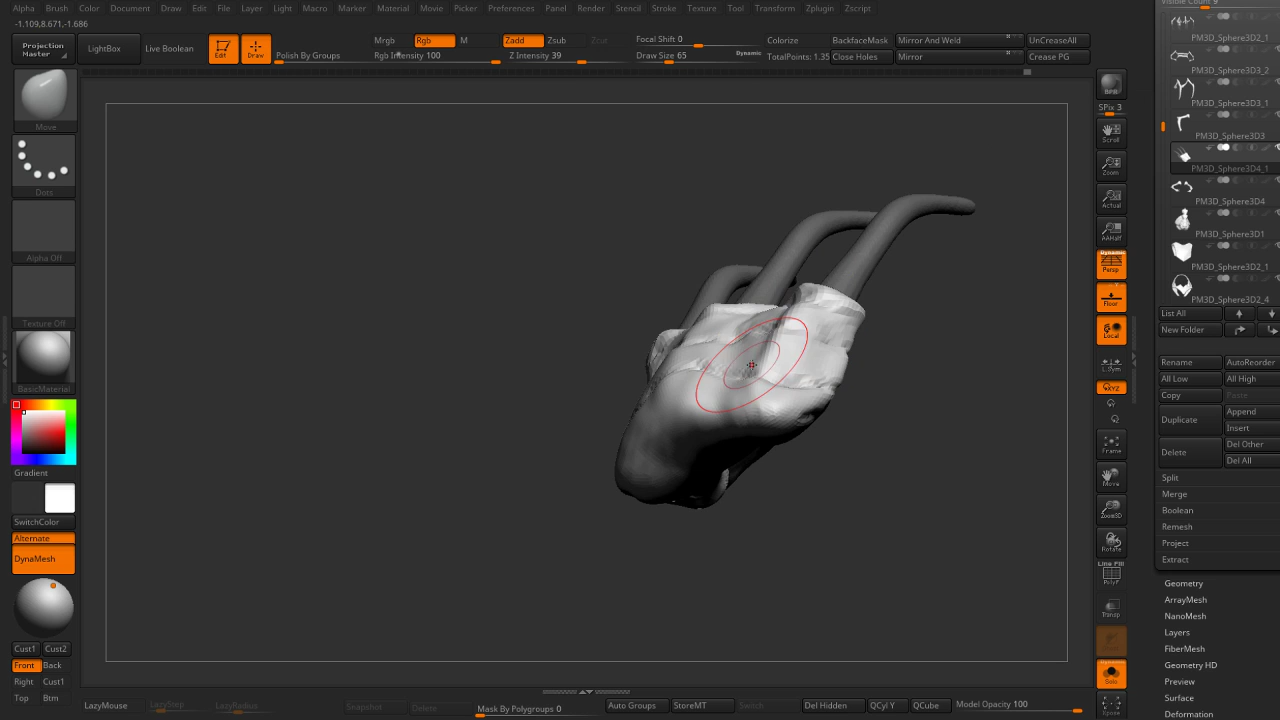 Alpha Brush Color Document Draw Edit File Layer Light Macro Marker Material Movie Picker Preferences Panel Render Stencil Stroke Texture Tool Transform Zplugin Zscript
Visible Count 9
-1.109,8.671,-1.686
Projection Master
LightBox
Live Boolean
Edit
Draw
Polish By Groups
Mrgb Rgb M
Rgb Intensity 100
Zadd Zsub Zcut
Z Intensity 39
Focal Shift 0
Draw Size 65
Dynamic
Colorize
TotalPoints: 1.35
BackfaceMask
Close Holes
Mirror And Weld
Mirror
UnCreaseAll
Crease PG
Move
Dots
Alpha Off
Texture Off
BasicMaterial
Gradient
SwitchColor
Alternate
DynaMesh
Cust1 Cust2
Front Back
Right Cust1
Top Btm
BPR
SPix 3
Scroll
Zoom
Actual
AAHalf
Dynamic
Persp
Floor
Local
L.Sym
XYZ
Frame
Move
Zoom3D
Rotate
Line Fill
PolyF
Transp
Dynamic
Solo
Xpose
PM3D_Sphere3D2_1
PM3D_Sphere3D3_2
PM3D_Sphere3D3_1
PM3D_Sphere3D3
PM3D_Sphere3D4_1
PM3D_Sphere3D4
PM3D_Sphere3D1
PM3D_Sphere3D2_1
PM3D_Sphere3D2_4
List All
New Folder
Rename AutoReorder
All Low All High
Copy Paste
Duplicate Append
Insert
Delete Del Other
Del All
Split
Merge
Boolean
Remesh
Project
Extract
Geometry
ArrayMesh
NanoMesh
Layers
FiberMesh
Geometry HD
Preview
Surface
Deformation
LazyMouse LazyStep LazyRadius Snapshot Delete Mask By Polygroups 0 Auto Groups StoreMT Switch Del Hidden QCyl Y QCube Model Opacity 100